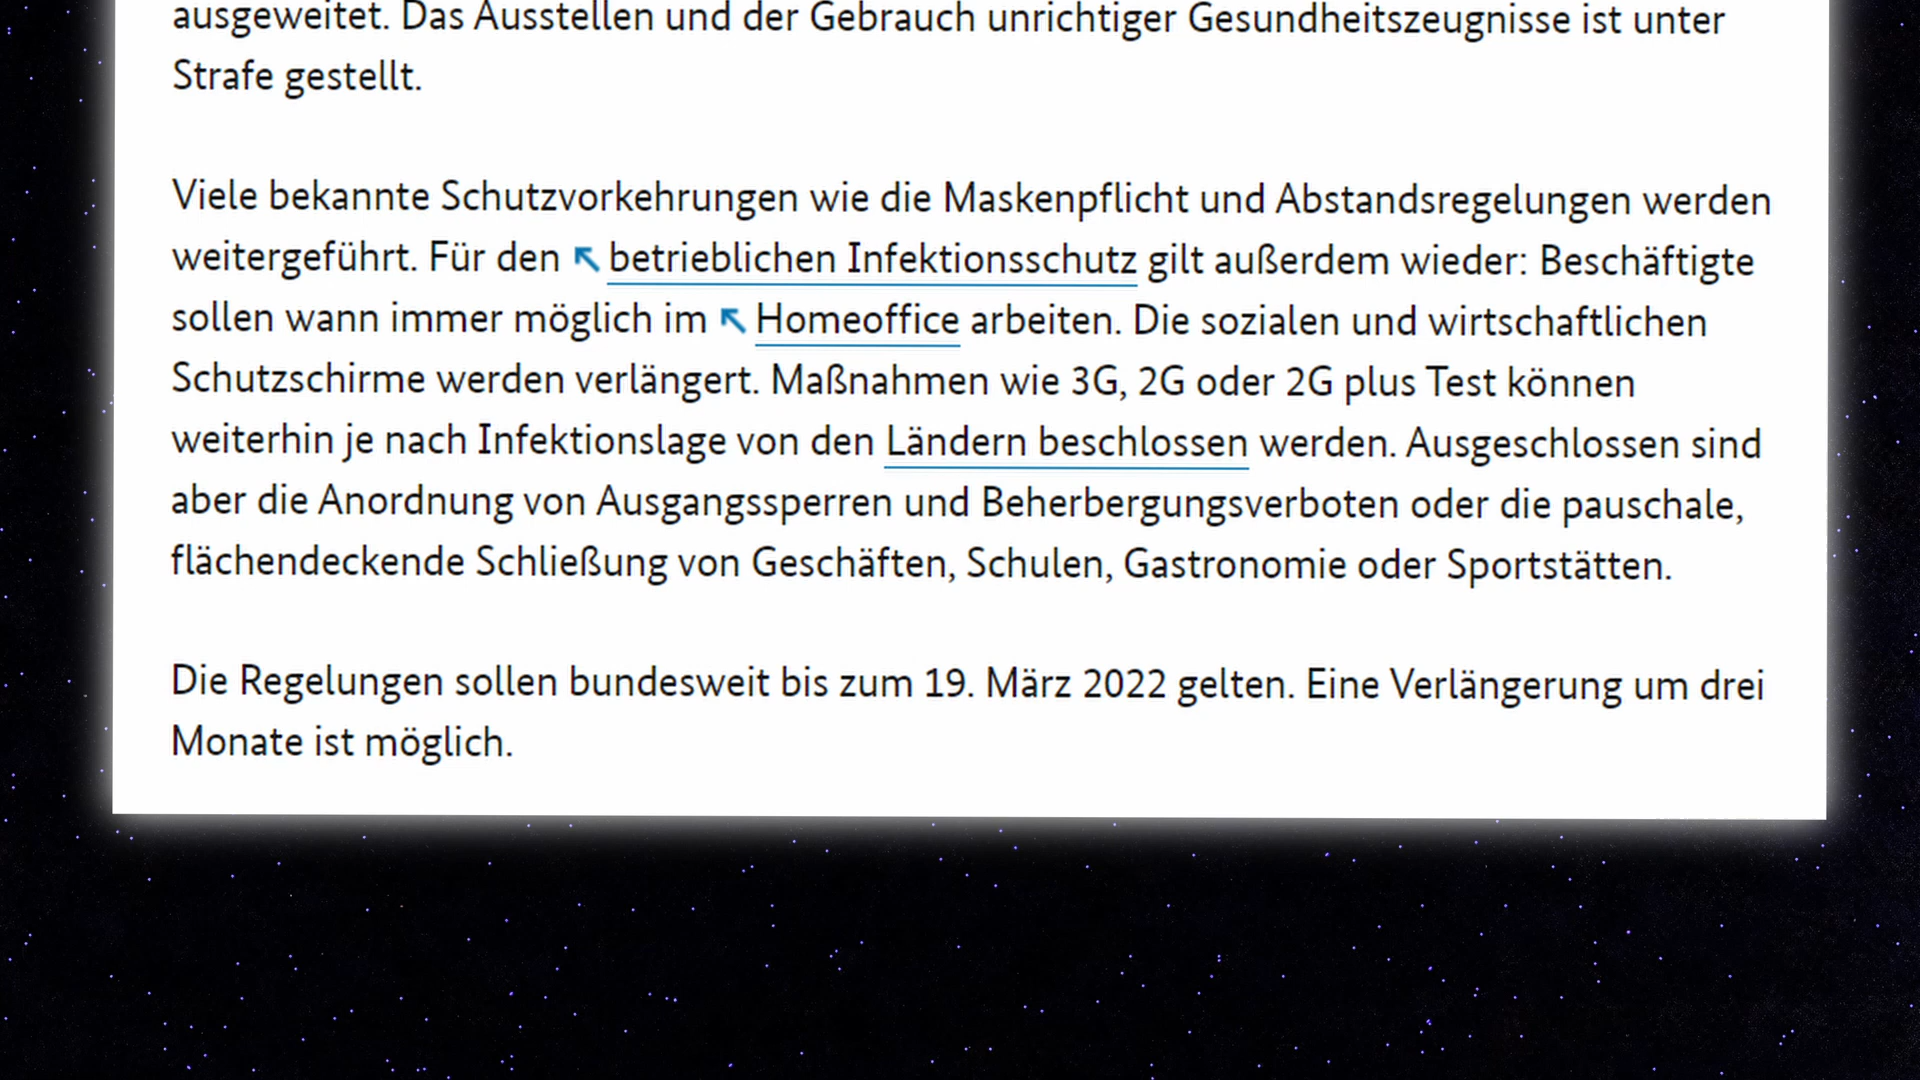 ausgeweitet. Das Ausstellen und der Gebrauch unrichtiger Gesundheitszeugnisse ist unter
Strafe gestellt.
Viele bekannte Schutzvorkehrungen wie die Maskenpflicht und Abstandsregelungen werden
weitergeführt. Für den betrieblichen Infektionsschutz gilt außerdem wieder: Beschäftigte
sollen wann immer möglich im Homeoffice arbeiten. Die sozialen und wirtschaftlichen
Schutzschirme werden verlängert. Maßnahmen wie 3G, 2G oder 2G plus Test können
weiterhin je nach Infektionslage von den Ländern beschlossen werden. Ausgeschlossen sind
aber die Anordnung von Ausgangssperren und Beherbergungsverboten oder die pauschale,
flächendeckende Schließung von Geschäften, Schulen, Gastronomie oder Sportstätten.
Die Regelungen sollen bundesweit bis zum 19. März 2022 gelten. Eine Verlängerung um drei
Monate ist möglich.